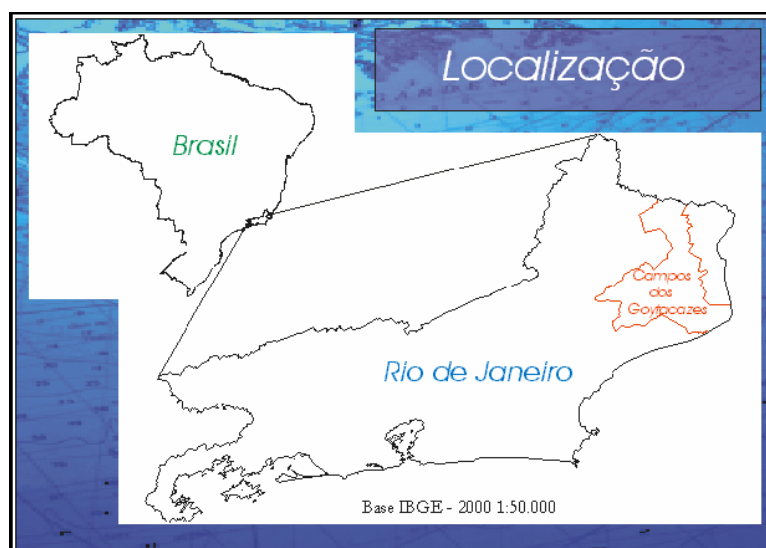 Localização
Brasil
Campos
dos
Goytacazes
Rio de Janeiro
Base IBGE - 2000 1:50.000